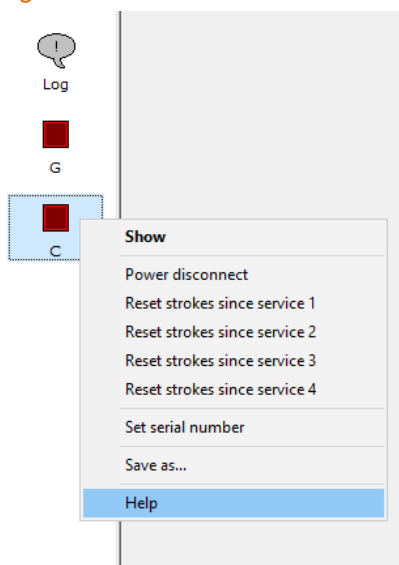 !
Log
G
C
Show
Power disconnect
Reset strokes since service 1
Reset strokes since service 2
Reset strokes since service 3
Reset strokes since service 4
Set serial number
Save as...
Help